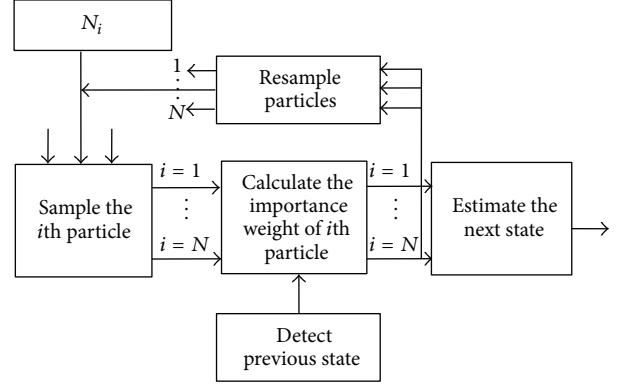 N_i
1
⋮
N
Resample
particles
Sample the
ith particle
i = 1
⋮
i = N
Calculate the
importance
weight of ith
particle
i = 1
⋮
i = N
Estimate the
next state
Detect
previous state